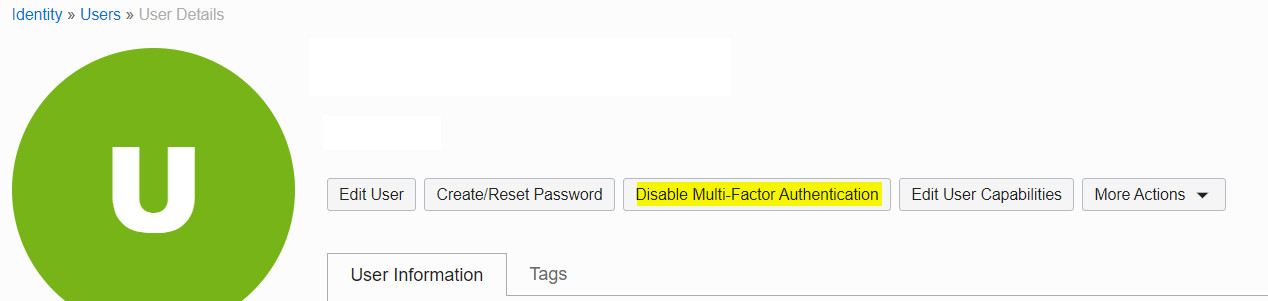 Identity » Users » User Details
U
Edit User Create/Reset Password Disable Multi-Factor Authentication Edit User Capabilities More Actions
User Information Tags